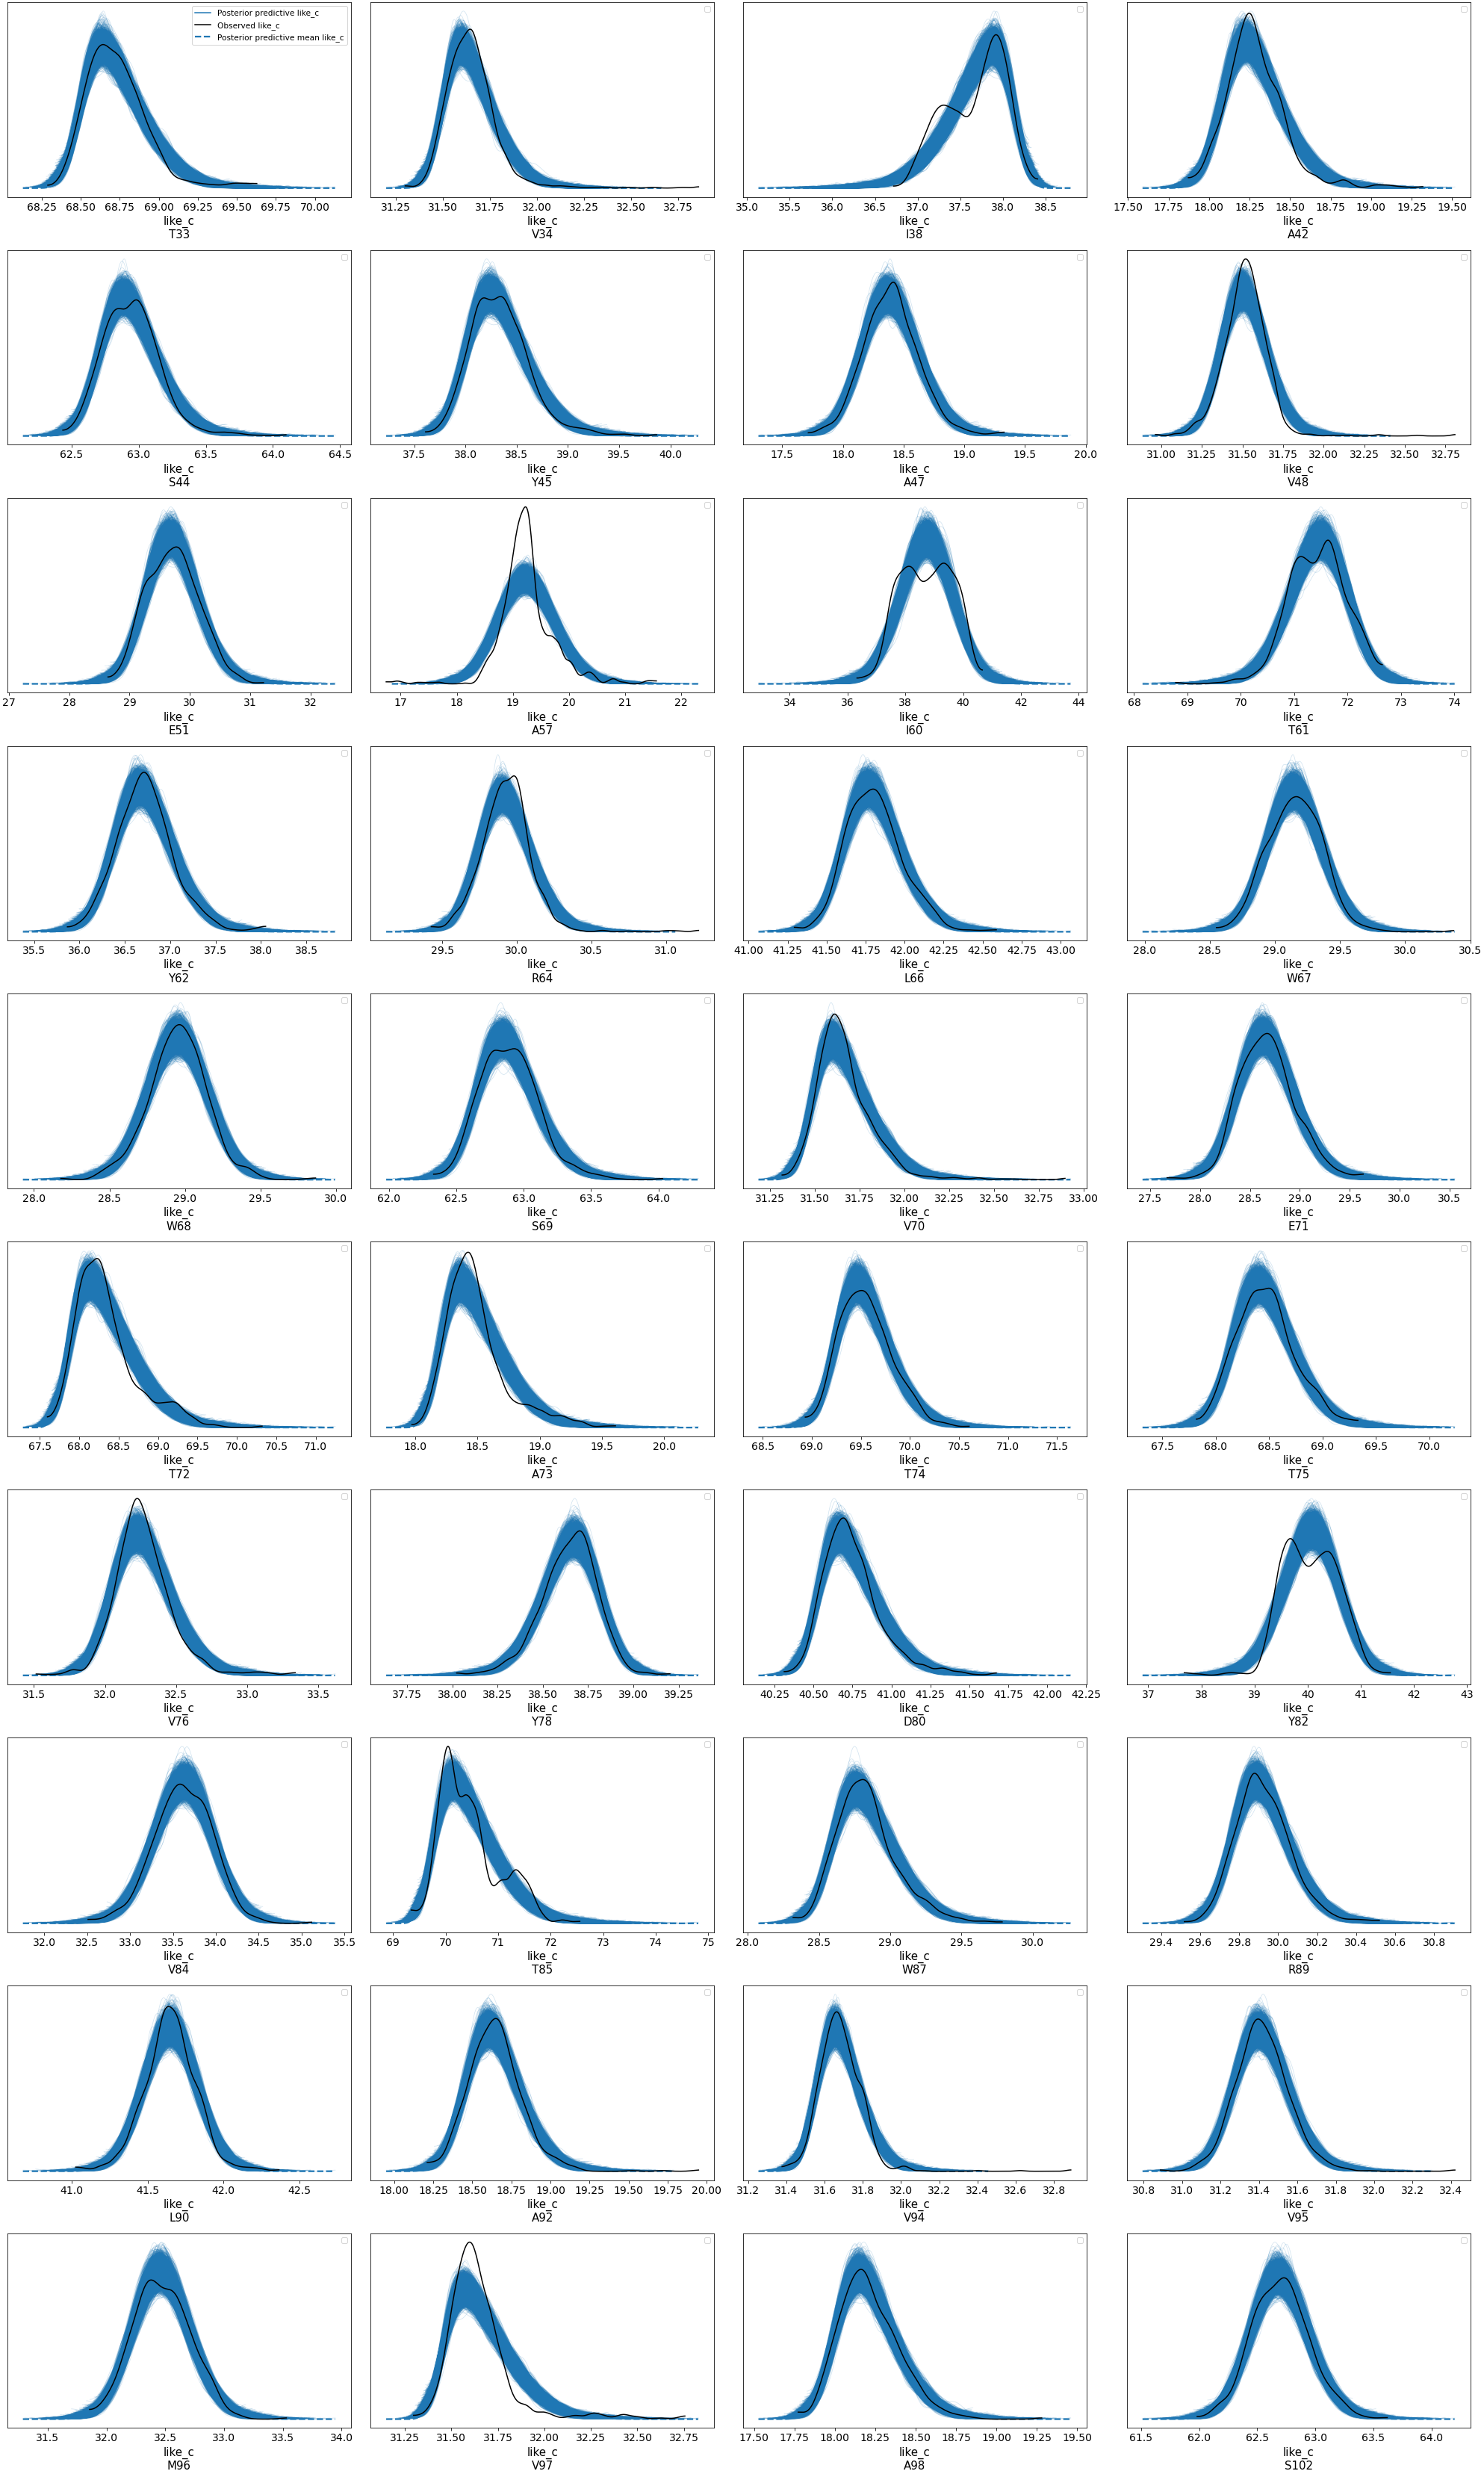 Posterior predictive like_c
Observed like_c
Posterior predictive mean like_c
68.25 68.50 68.75 69.00 69.25 69.50 69.75 70.00
like_c
T33
31.25 31.50 31.75 32.00 32.25 32.50 32.75
like_c
V34
35.0 35.5 36.0 36.5 37.0 37.5 38.0 38.5
like_c
I38
17.50 17.75 18.00 18.25 18.50 18.75 19.00 19.25 19.50
like_c
A42
62.5 63.0 63.5 64.0 64.5
like_c
S44
37.5 38.0 38.5 39.0 39.5 40.0
like_c
Y45
17.5 18.0 18.5 19.0 19.5 20.0
like_c
A47
31.00 31.25 31.50 31.75 32.00 32.25 32.50 32.75
like_c
V48
27 28 29 30 31 32
like_c
E51
17 18 19 20 21 22
like_c
A57
34 36 38 40 42 44
like_c
I60
68 69 70 71 72 73 74
like_c
T61
35.5 36.0 36.5 37.0 37.5 38.0 38.5
like_c
Y62
29.5 30.0 30.5 31.0
like_c
R64
41.00 41.25 41.50 41.75 42.00 42.25 42.50 42.75 43.00
like_c
L66
28.0 28.5 29.0 29.5 30.0 30.5
like_c
W67
28.0 28.5 29.0 29.5 30.0
like_c
W68
62.0 62.5 63.0 63.5 64.0
like_c
S69
31.25 31.50 31.75 32.00 32.25 32.50 32.75 33.00
like_c
V70
27.5 28.0 28.5 29.0 29.5 30.0 30.5
like_c
E71
67.5 68.0 68.5 69.0 69.5 70.0 70.5 71.0
like_c
T72
18.0 18.5 19.0 19.5 20.0
like_c
A73
68.5 69.0 69.5 70.0 70.5 71.0 71.5
like_c
T74
67.5 68.0 68.5 69.0 69.5 70.0
like_c
T75
31.5 32.0 32.5 33.0 33.5
like_c
V76
37.75 38.00 38.25 38.50 38.75 39.00 39.25
like_c
Y78
40.25 40.50 40.75 41.00 41.25 41.50 41.75 42.00 42.25
like_c
D80
37 38 39 40 41 42 43
like_c
Y82
32.0 32.5 33.0 33.5 34.0 34.5 35.0 35.5
like_c
V84
69 70 71 72 73 74 75
like_c
T85
28.0 28.5 29.0 29.5 30.0
like_c
W87
29.4 29.6 29.8 30.0 30.2 30.4 30.6 30.8
like_c
R89
41.0 41.5 42.0 42.5
like_c
L90
18.00 18.25 18.50 18.75 19.00 19.25 19.50 19.75 20.00
like_c
A92
31.2 31.4 31.6 31.8 32.0 32.2 32.4 32.6 32.8
like_c
V94
30.8 31.0 31.2 31.4 31.6 31.8 32.0 32.2 32.4
like_c
V95
31.5 32.0 32.5 33.0 33.5 34.0
like_c
M96
31.25 31.50 31.75 32.00 32.25 32.50 32.75
like_c
V97
17.50 17.75 18.00 18.25 18.50 18.75 19.00 19.25 19.50
like_c
A98
61.5 62.0 62.5 63.0 63.5 64.0
like_c
S102